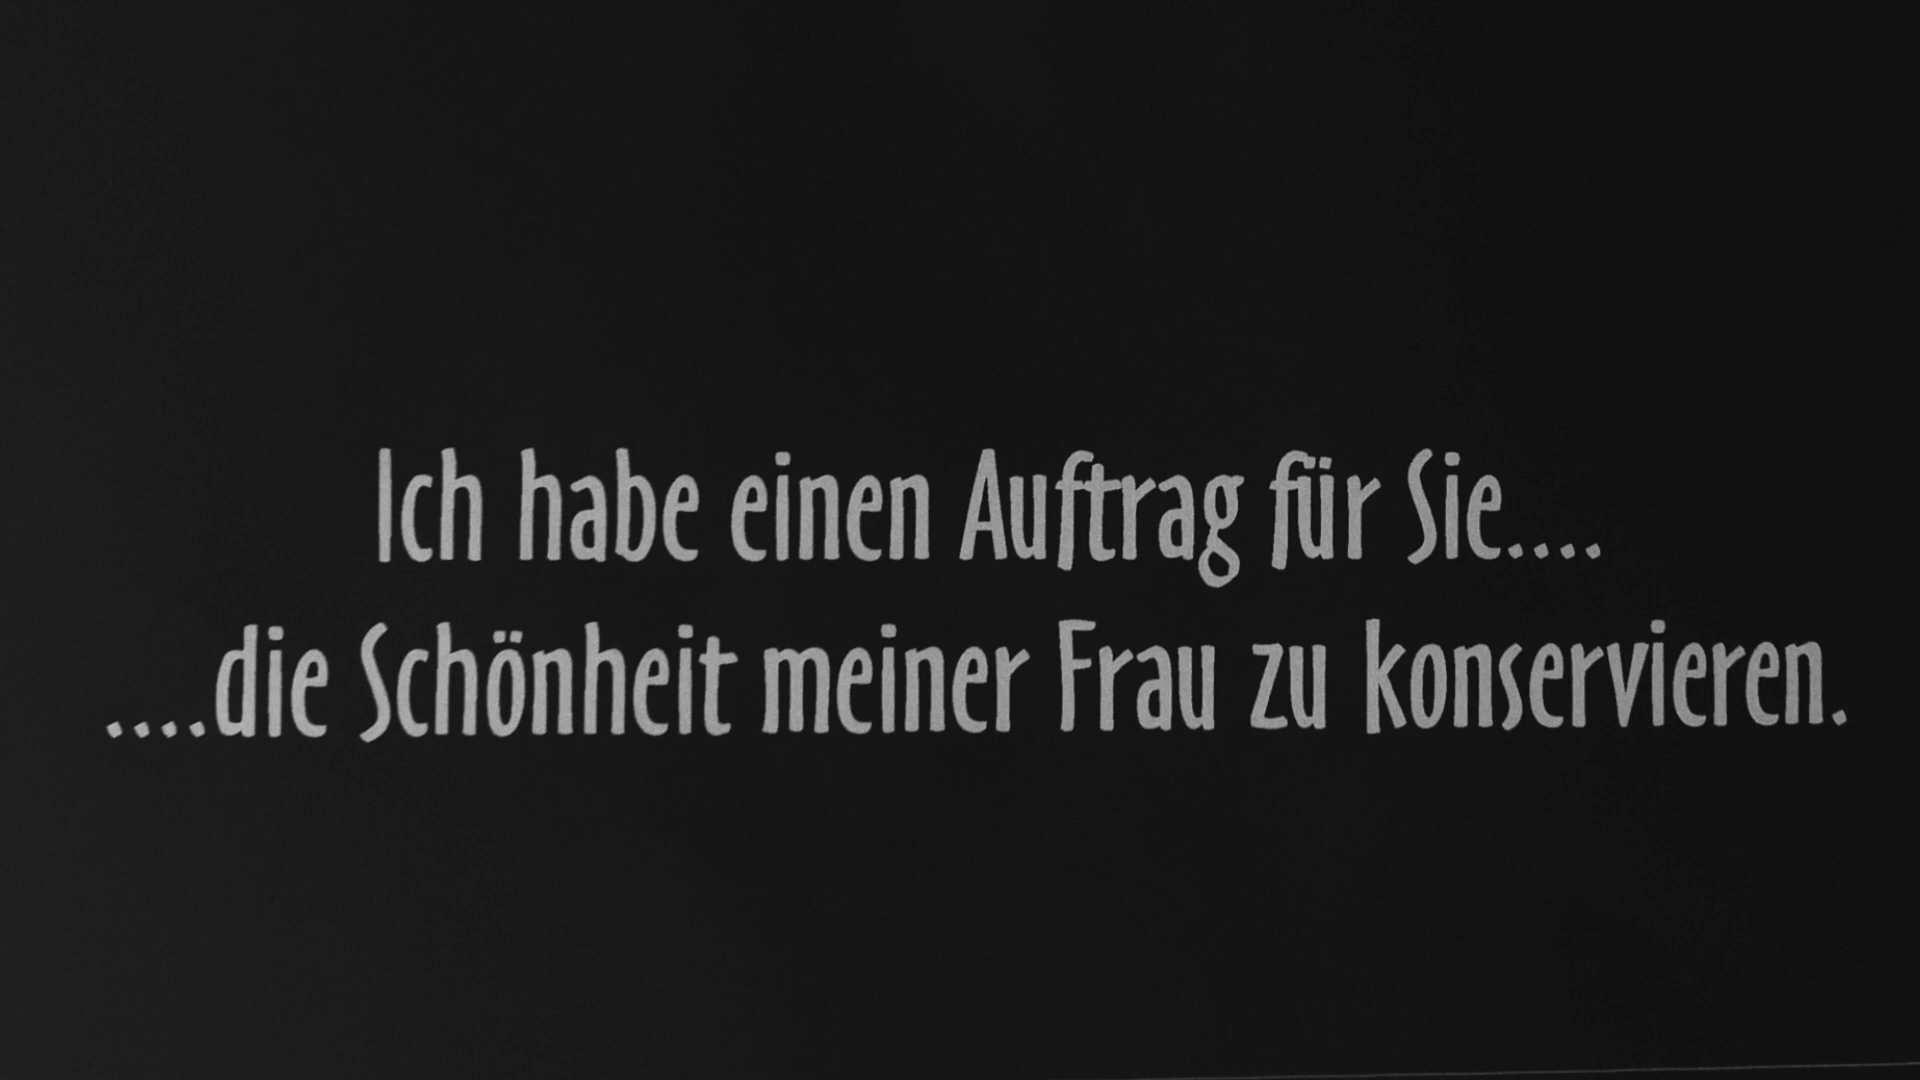 Ich habe einen Auftrag für Sie....
....die Schönheit meiner Frau zu konservieren.